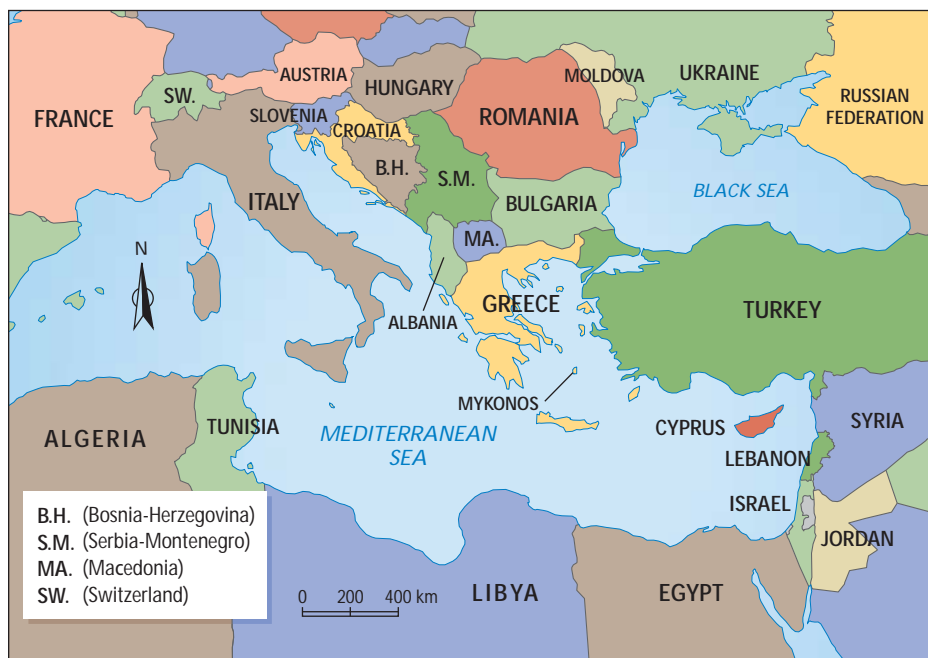 AUSTRIA
HUNGARY
MOLDOVA
UKRAINE
RUSSIAN
FEDERATION
SW.
FRANCE
SLOVENIA
CROATIA
ROMANIA
B.H.
S.M.
ITALY
BULGARIA
BLACK SEA
MA.
N
GREECE
TURKEY
ALBANIA
MYKONOS
ALGERIA
TUNISIA
MEDITERRANEAN
SEA
CYPRUS
SYRIA
LEBANON
ISRAEL
JORDAN
B.H. (Bosnia-Herzegovina)
S.M. (Serbia-Montenegro)
MA. (Macedonia)
SW. (Switzerland)
LIBYA
EGYPT
0 200 400 km